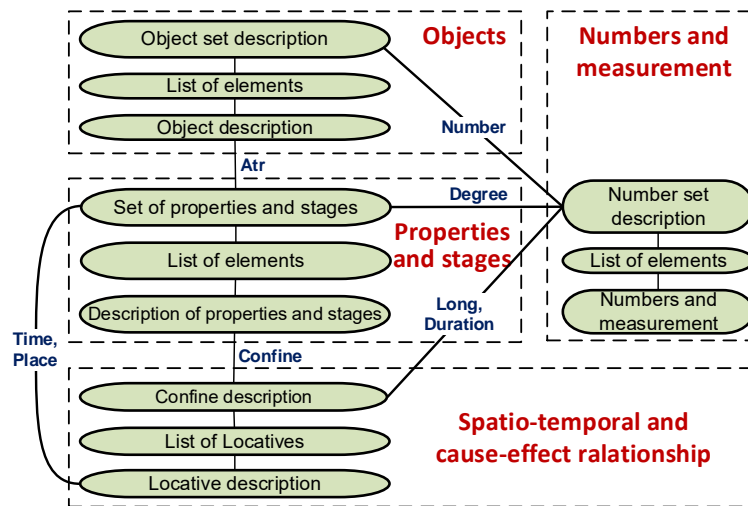 Object set description
Objects
List of elements
Object description
Numbers and
measurement
Number
Atr
Set of properties and stages
Degree
Properties
and stages
List of elements
Description of properties and stages
Long,
Duration
Number set
description
List of elements
Numbers and
measurement
Time,
Place
Confine
Confine description
List of Locatives
Locative description
Spatio-temporal and
cause-effect ralationship